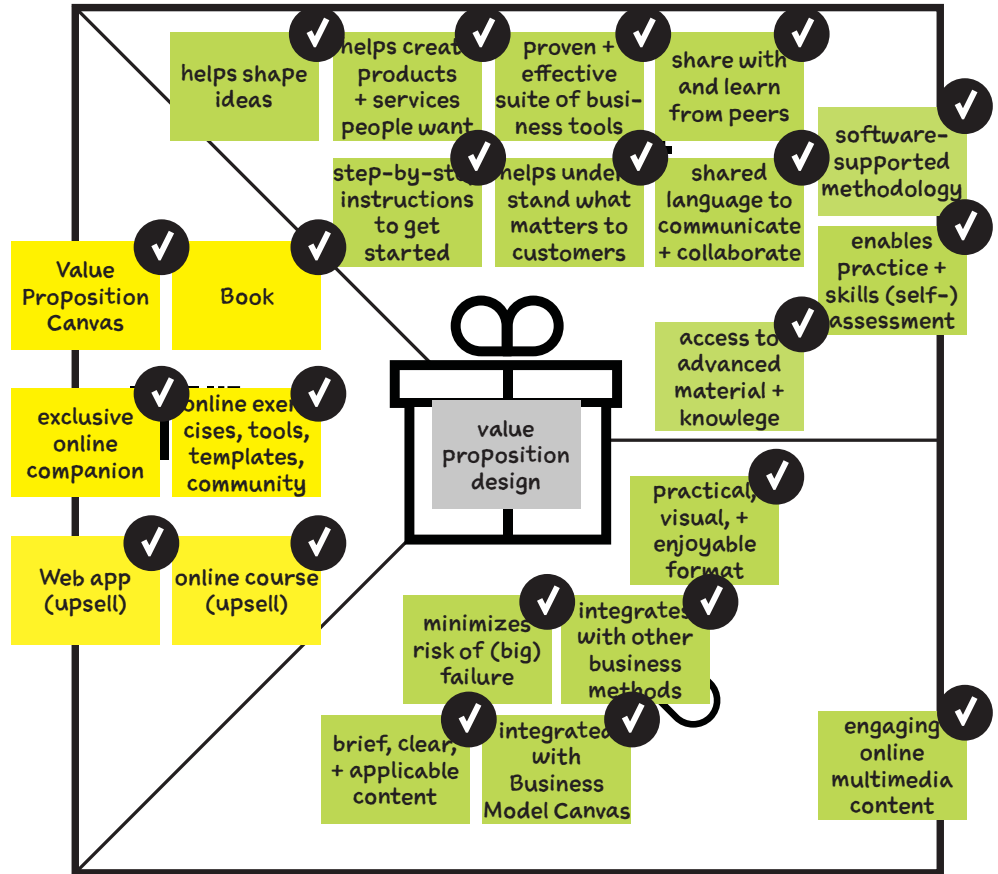 helps shape
ideas
helps create
products
+ services
people want
proven +
effective
suite of busi-
ness tools
share with
and learn
from peers
software-
supported
methodology
step-by-step
instructions
to get
started
helps under-
stand what
matters to
customers
shared
language to
communicate
+ collaborate
enables
practice +
skills (self-)
assessment
access to
advanced
material +
knowlege
Value
Proposition
Canvas
Book
exclusive
online
companion
online exer-
cises, tools,
templates,
community
Web app
(upsell)
online course
(upsell)
value
proposition
design
practical,
visual, +
enjoyable
format
minimizes
risk of (big)
failure
integrates
with other
business
methods
brief, clear,
+ applicable
content
integrated
with
Business
Model Canvas
engaging
online
multimedia
content